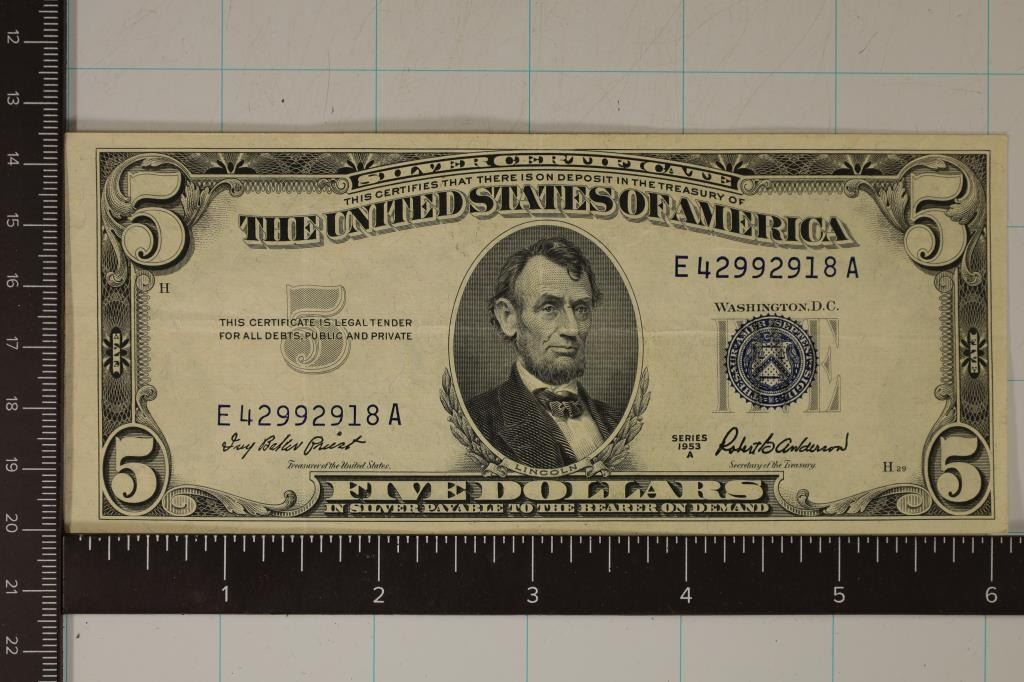 12
13
14
15
16
17
18
19
20
21
22
SILVER CERTIFICATE
THIS CERTIFIES THAT THERE IS ON DEPOSIT IN THE TREASURY OF
THE UNITED STATES OF AMERICA
5
5
E 42992918 A
H
WASHINGTON, D.C.
5
FIVE
THIS CERTIFICATE IS LEGAL TENDER
FOR ALL DEBTS, PUBLIC AND PRIVATE
FIVE
FIVE
E 42992918 A
Ivy Baker Priest
Treasurer of the United States.
SERIES
1953
A
Robert B Anderson
Secretary of the Treasury.
H 29
LINCOLN
5
5
FIVE DOLLARS
IN SILVER PAYABLE TO THE BEARER ON DEMAND
1 2 3 4 5 6